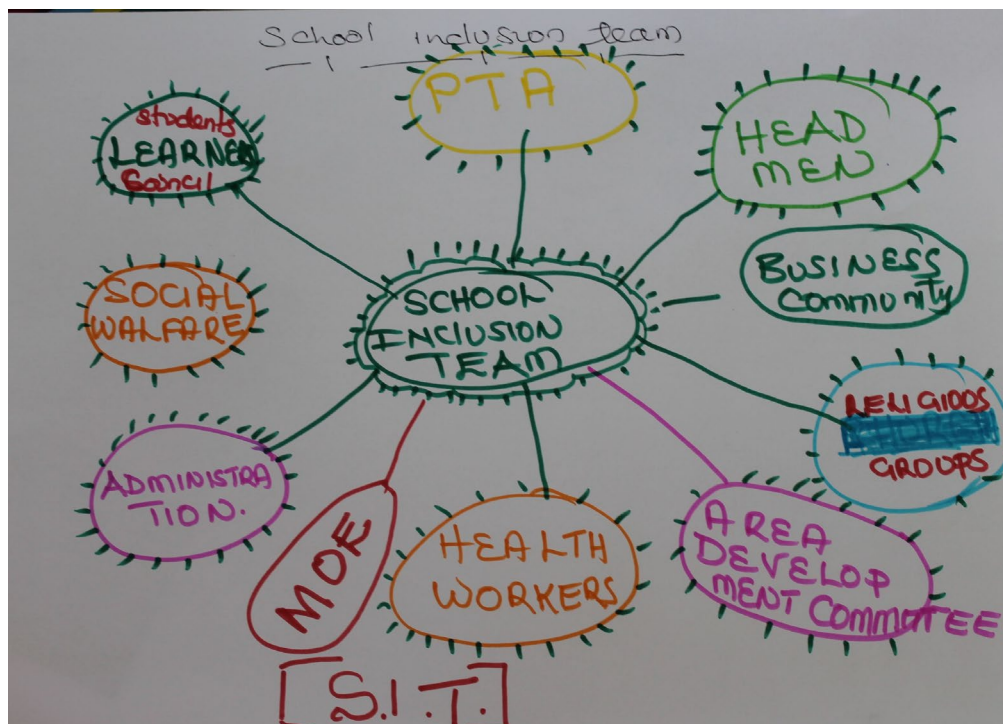 School inclusion team
PTA
students
LEARNER
Council
HEAD
MEN
BUSINESS
COMMUNITY
SCHOOL
INCLUSION
TEAM
SOCIAL
WALFARE
RELIGIOOS
GROUPS
ADMINISTRA
TION.
MOE
HEALTH
WORKERS
AREA
DEVELOP
MENT COMMITTEE
S.I.T.